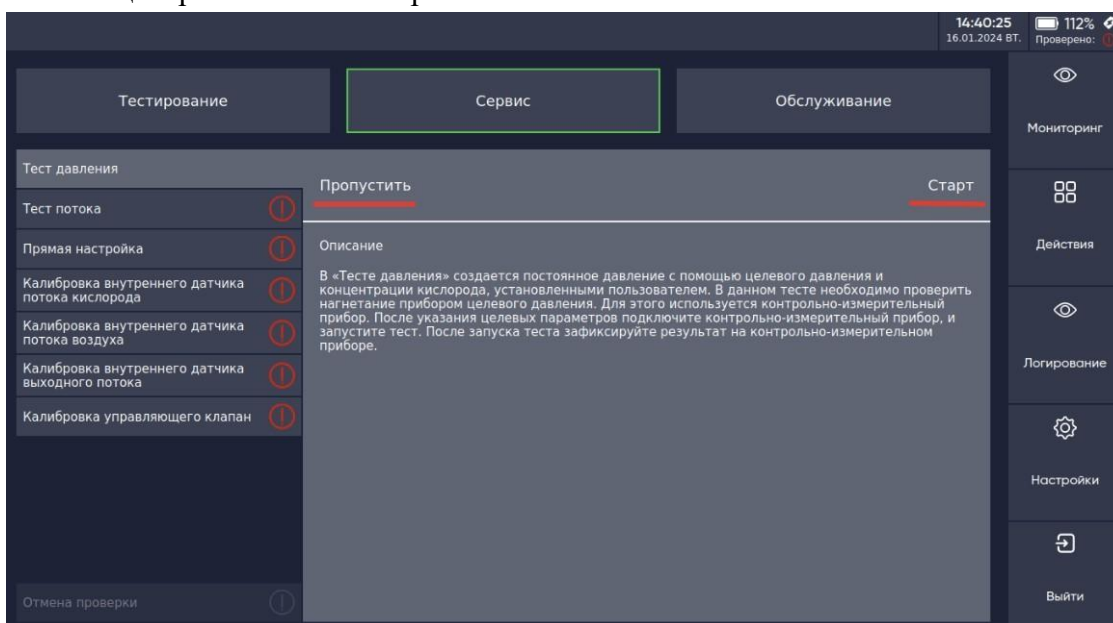 14:40:25
112%
16.01.2024 ВТ.
Проверено:
Тестирование
Сервис
Обслуживание
Мониторинг
Тест давления
Пропустить
Старт
Тест потока
Действия
Прямая настройка
Описание
Калибровка внутреннего датчика
потока кислорода
В «Тесте давления» создается постоянное давление с помощью целевого давления и
концентрации кислорода, установленными пользователем. В данном тесте необходимо проверить
нагнетание прибором целевого давления. Для этого используется контрольно-измерительный
прибор. После указания целевых параметров подключите контрольно-измерительный прибор, и
запустите тест. После запуска теста зафиксируйте результат на контрольно-измерительном
приборе.
Калибровка внутреннего датчика
потока воздуха
Логирование
Калибровка внутреннего датчика
выходного потока
Калибровка управляющего клапан
Настройки
Отмена проверки
Выйти